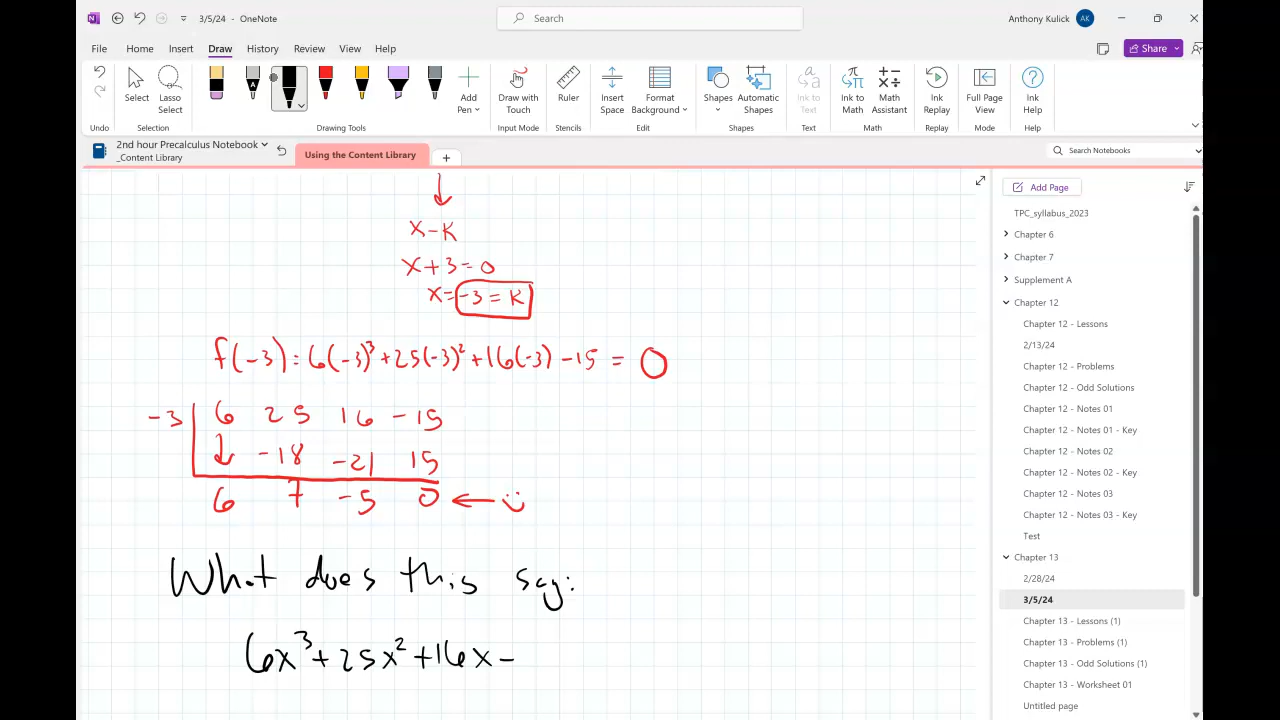 3/5/24 - OneNote
Search
Anthony Kulick
AK
File Home Insert Draw History Review View Help
Share
Undo
Select
Lasso Select
Add Pen
Draw with Touch
Ruler
Insert Space
Format Background
Shapes
Automatic Shapes
Ink to Text
Ink to Math
Math Assistant
Ink Replay
Full Page View
Ink Help
Selection
Drawing Tools
Input Mode
Stencils
Edit
Shapes
Text
Math
Replay
Mode
Help
2nd hour Precalculus Notebook
_Content Library
Using the Content Library
+
Search Notebooks
x-K
x+3=0
x=-3=K
f(-3)=6(-3)³+25(-3)²+16(-3)-15=0
-3 6 25 16 -15
↓ -18 -21 15
6 7 -5 0 ←
What does this say:
6x³+25x²+16x-
Add Page
TPC_syllabus_2023
Chapter 6
Chapter 7
Supplement A
Chapter 12
Chapter 12 - Lessons
2/13/24
Chapter 12 - Problems
Chapter 12 - Odd Solutions
Chapter 12 - Notes 01
Chapter 12 - Notes 01 - Key
Chapter 12 - Notes 02
Chapter 12 - Notes 02 - Key
Chapter 12 - Notes 03
Chapter 12 - Notes 03 - Key
Test
Chapter 13
2/28/24
3/5/24
Chapter 13 - Lessons (1)
Chapter 13 - Problems (1)
Chapter 13 - Odd Solutions (1)
Chapter 13 - Worksheet 01
Untitled page